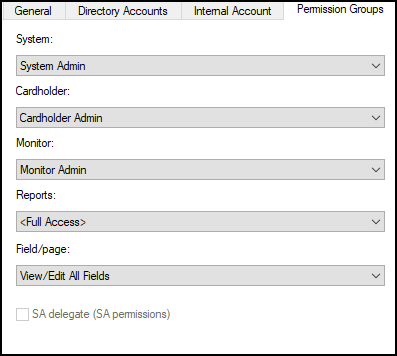 General Directory Accounts Internal Account Permission Groups
System:
System Admin
Cardholder:
Cardholder Admin
Monitor:
Monitor Admin
Reports:
<Full Access>
Field/page:
View/Edit All Fields
SA delegate (SA permissions)